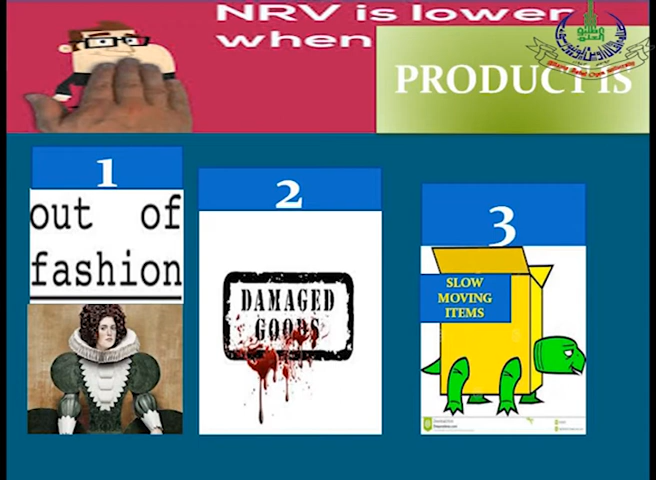 NRV is lower
when
PRODUCT IS
1
out of
fashion
2
DAMAGED
GOODS
3
SLOW
MOVING
ITEMS